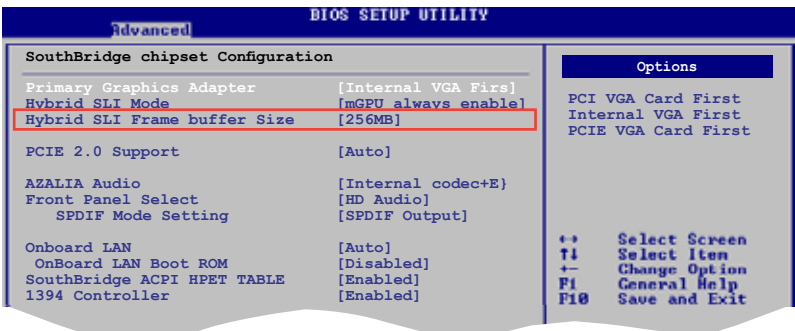 BIOS SETUP UTILITY
Advanced
SouthBridge chipset Configuration
Primary Graphics Adapter [Internal VGA Firs]
Hybrid SLI Mode [mGPU always enable]
Hybrid SLI Frame buffer Size [256MB]
PCIE 2.0 Support [Auto]
AZALIA Audio [Internal codec+E}
Front Panel Select [HD Audio]
SPDIF Mode Setting [SPDIF Output]
Onboard LAN [Auto]
OnBoard LAN Boot ROM [Disabled]
SouthBridge ACPI HPET TABLE [Enabled]
1394 Controller [Enabled]
Options
PCI VGA Card First
Internal VGA First
PCIE VGA Card First
←→ Select Screen
↑↓ Select Item
+- Change Option
F1 General Help
F10 Save and Exit